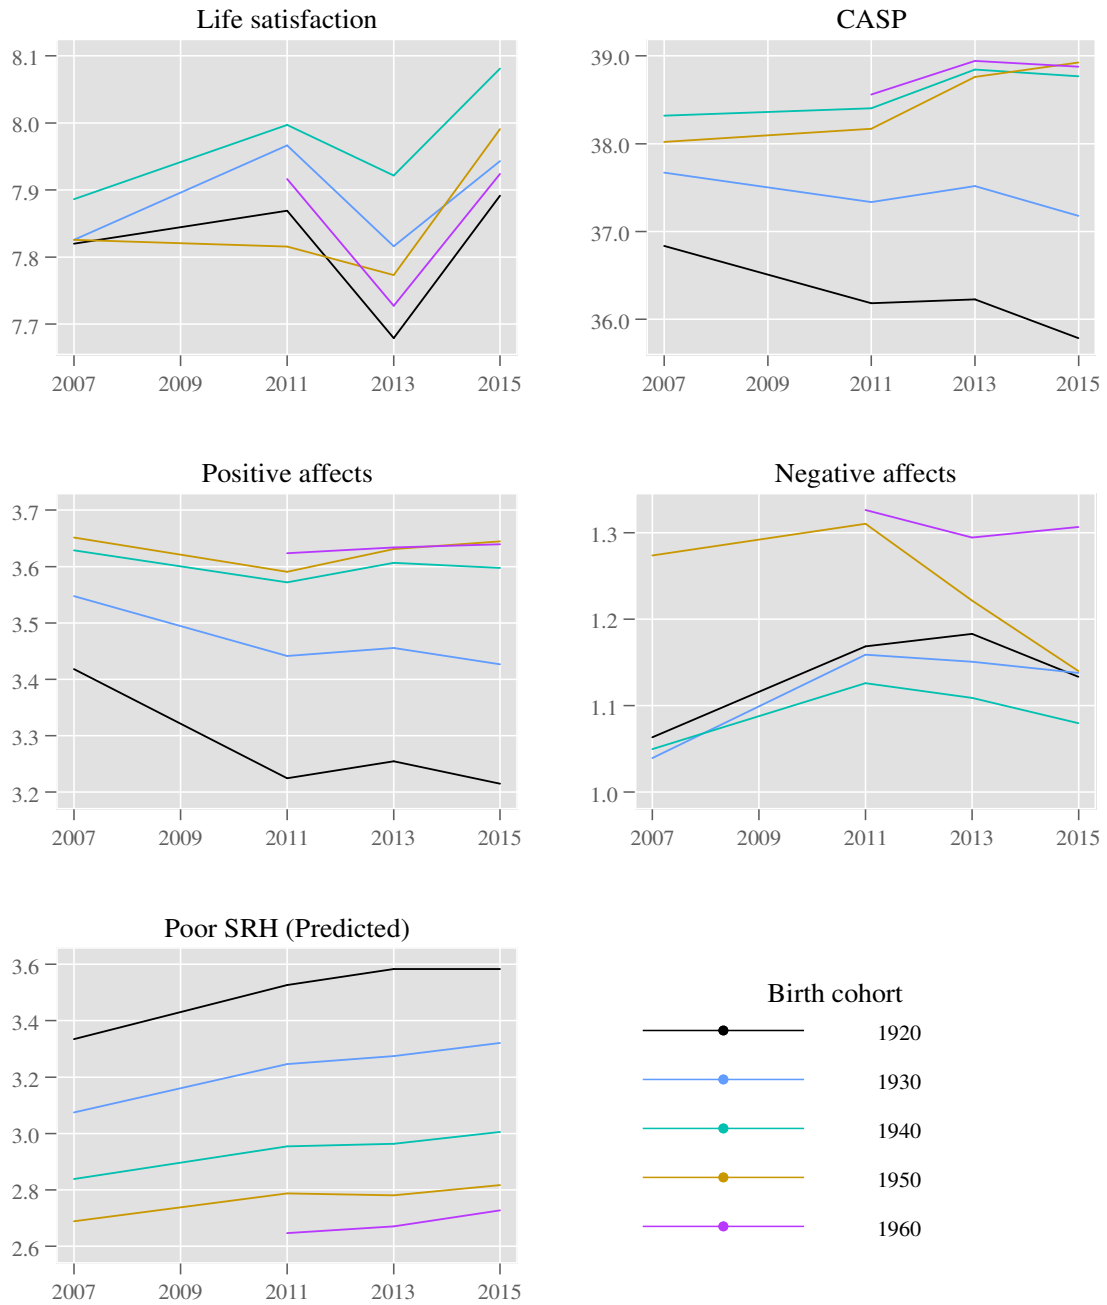 Life satisfaction
8.1
8.0
7.9
7.8
7.7
2007 2009 2011 2013 2015
CASP
39.0
38.0
37.0
36.0
2007 2009 2011 2013 2015
Positive affects
3.7
3.6
3.5
3.4
3.3
3.2
2007 2009 2011 2013 2015
Negative affects
1.3
1.2
1.1
1.0
2007 2009 2011 2013 2015
Poor SRH (Predicted)
3.6
3.4
3.2
3.0
2.8
2.6
2007 2009 2011 2013 2015
Birth cohort
1920
1930
1940
1950
1960